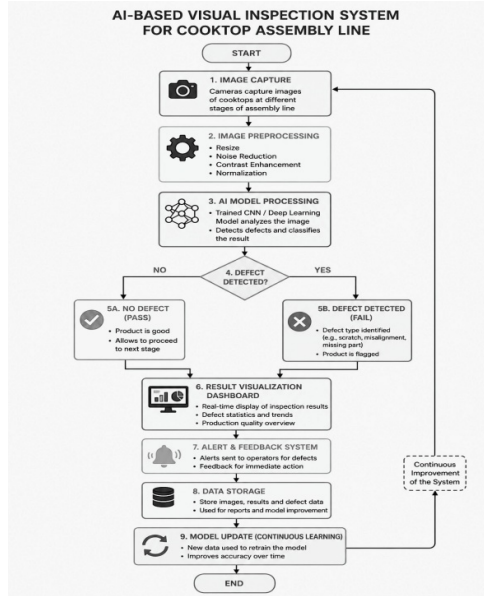 AI-BASED VISUAL INSPECTION SYSTEM
FOR COOKTOP ASSEMBLY LINE
START
1. IMAGE CAPTURE
Cameras capture images
of cooktops at different
stages of assembly line
2. IMAGE PREPROCESSING
• Resize
• Noise Reduction
• Contrast Enhancement
• Normalization
3. AI MODEL PROCESSING
• Trained CNN / Deep Learning
Model analyzes the image
• Detects defects and classifies
the result
4. DEFECT
DETECTED?
NO
YES
5A. NO DEFECT
(PASS)
• Product is good
• Allows to proceed
to next stage
5B. DEFECT DETECTED
(FAIL)
• Defect type identified
(e.g., scratch, misalignment,
missing part)
• Product is flagged
6. RESULT VISUALIZATION
DASHBOARD
• Real-time display of inspection results
• Defect statistics and trends
• Production quality overview
7. ALERT & FEEDBACK SYSTEM
• Alerts sent to operators for defects
• Feedback for immediate action
8. DATA STORAGE
• Store images, results and defect data
• Used for reports and model improvement
9. MODEL UPDATE (CONTINUOUS LEARNING)
• New data used to retrain the model
• Improves accuracy over time
Continuous
Improvement
of the System
END